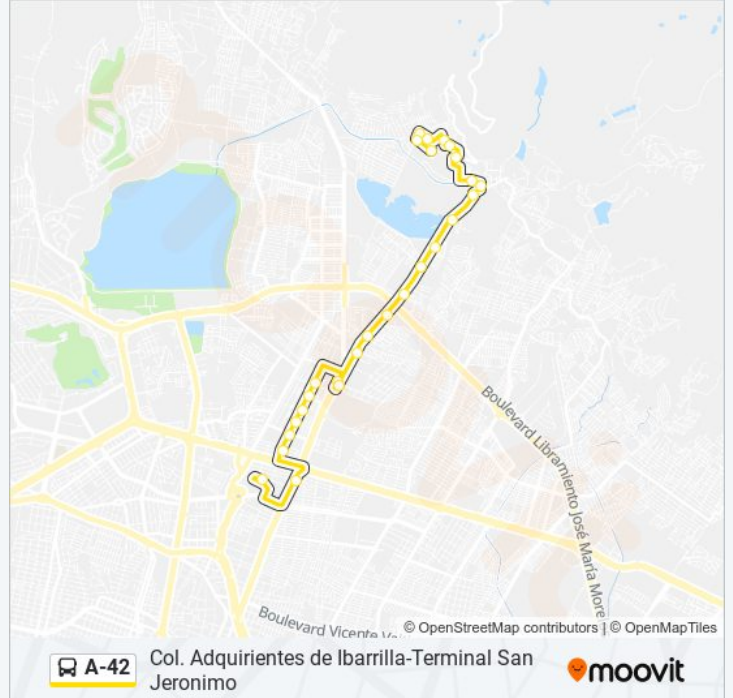 Boulevard Libramiento José María More
Boulevard Vicente Va
© OpenStreetMap contributors | © OpenMapTiles
A-42
Col. Adquirientes de Ibarrilla-Terminal San
Jeronimo
moovit